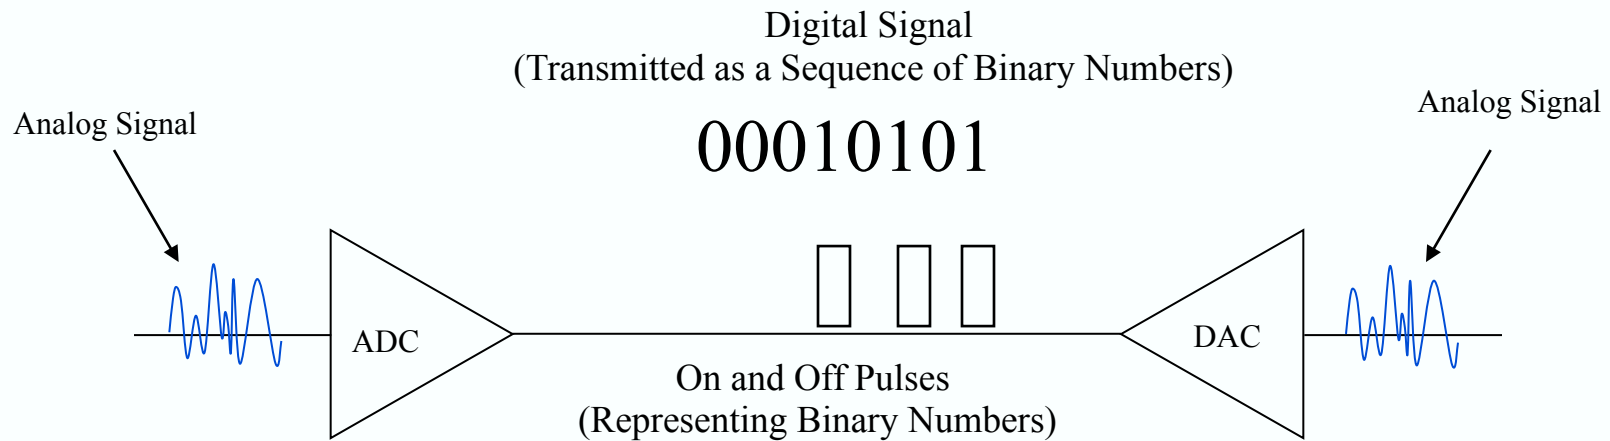 Digital Signal
(Transmitted as a Sequence of Binary Numbers)
Analog Signal
Analog Signal
00010101
ADC
DAC
On and Off Pulses
(Representing Binary Numbers)